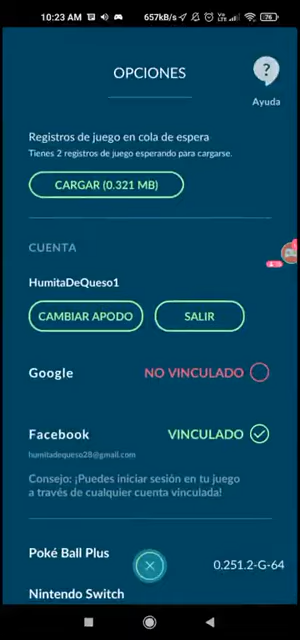 10:23 AM
657kB/s
Vo
LTE
76
OPCIONES
?
Ayuda
Registros de juego en cola de espera
Tienes 2 registros de juego esperando para cargarse.
CARGAR (0.321 MB)
CUENTA
HumitaDeQueso1
CAMBIAR APODO
SALIR
Google
NO VINCULADO
Facebook
VINCULADO
humitadequeso28@gmail.com
Consejo: ¡Puedes iniciar sesión en tu juego
a través de cualquier cuenta vinculada!
Poké Ball Plus
0.251.2-G-64
Nintendo Switch